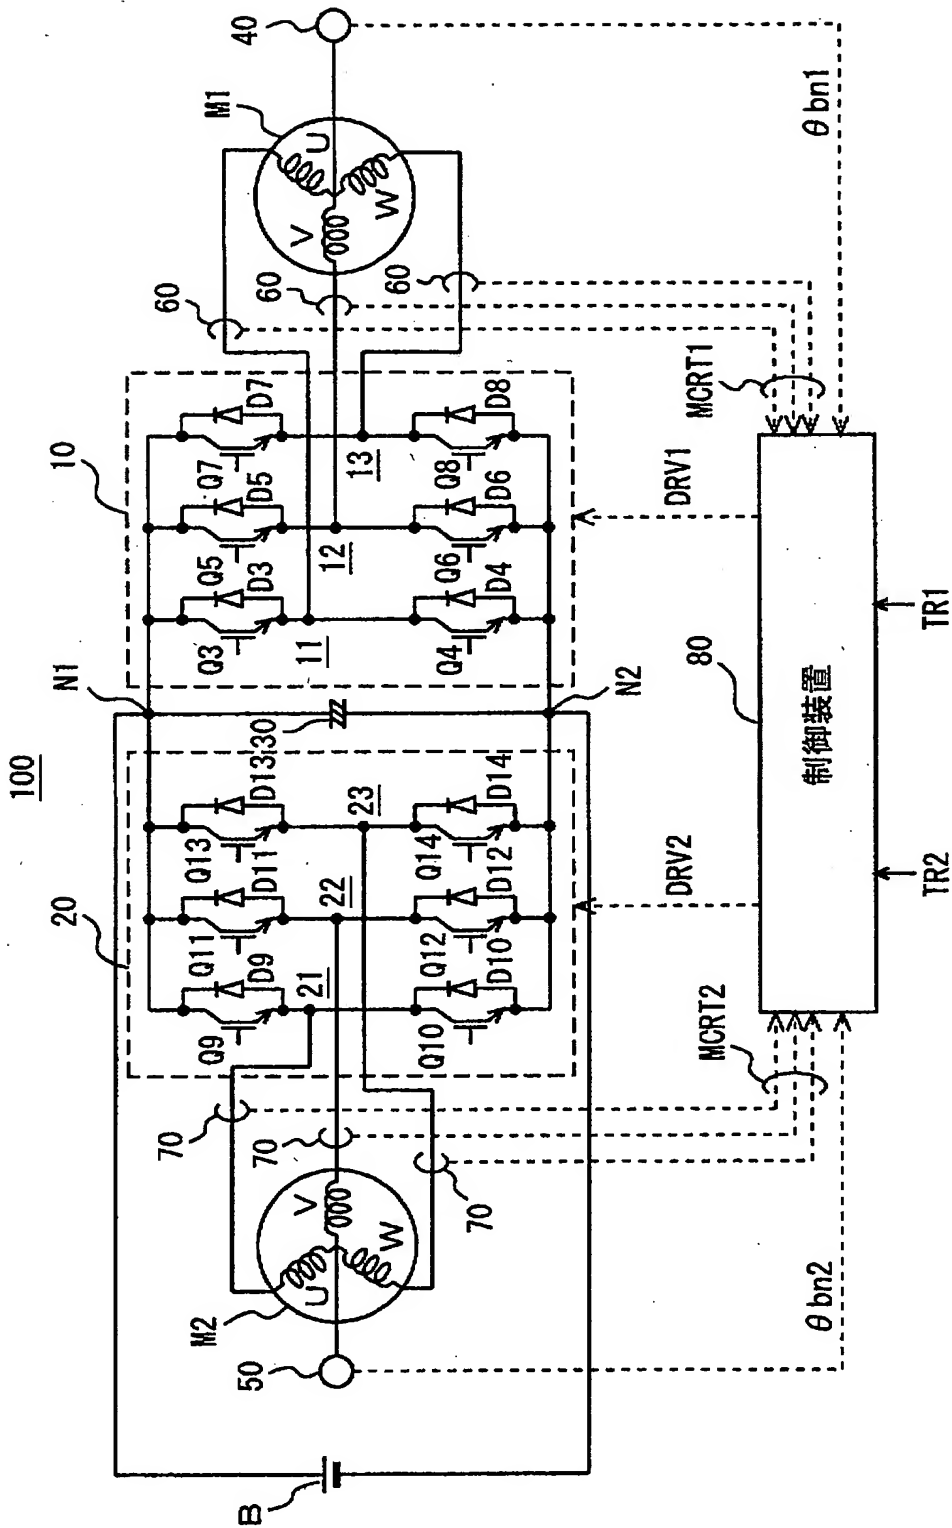 100
B
50
M2
U
V
W
70
70
70
20
Q9
D9
Q11
D11
Q13
D13
21
22
23
Q10
D10
Q12
D12
Q14
D14
N1
30
N2
10
Q3
D3
Q5
D5
Q7
D7
11
12
13
Q4
D4
Q6
D6
Q8
D8
60
60
60
M1
U
V
W
40
θbn2
MCRT2
DRV2
80
制御装置
DRV1
MCRT1
θbn1
TR2
TR1